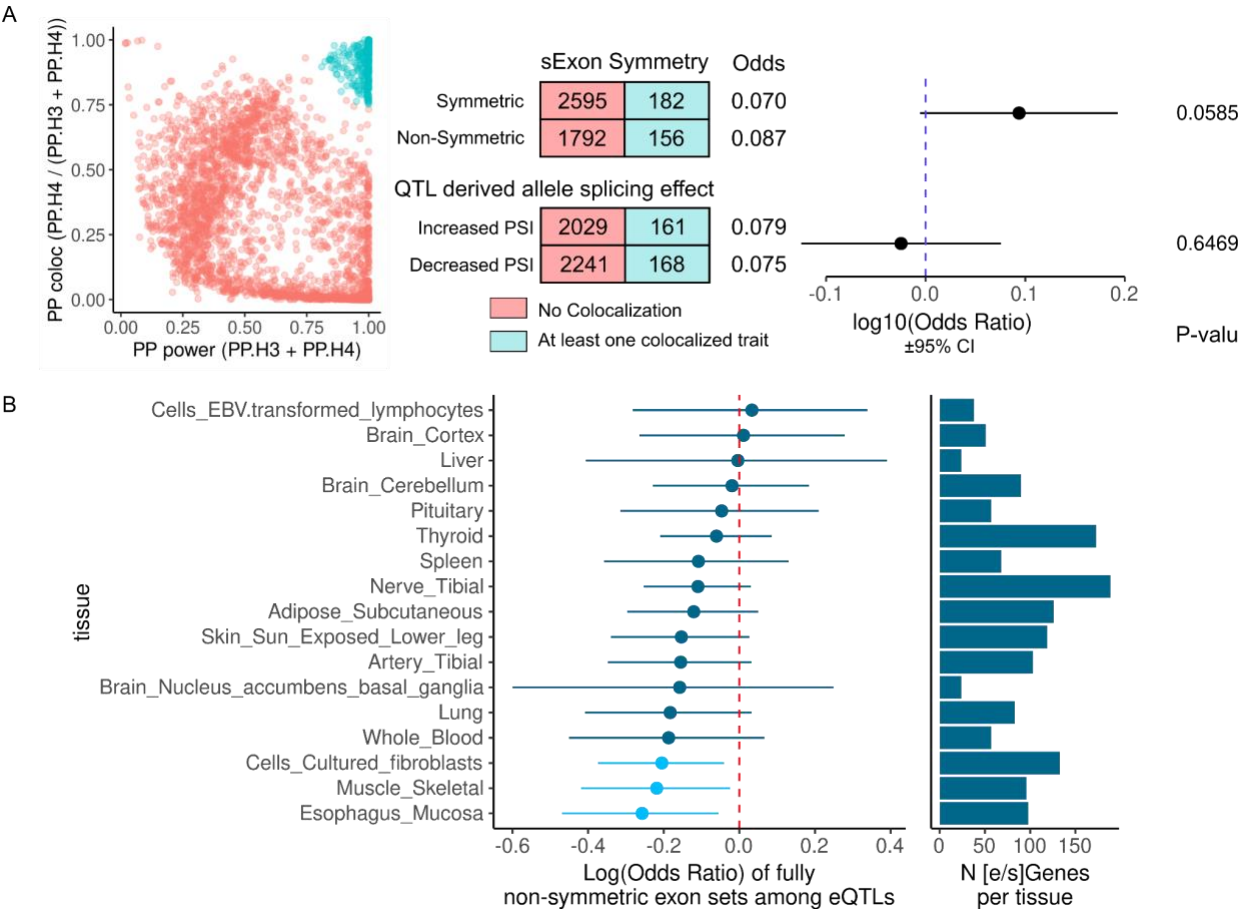 A
PP coloc (PP.H4 / (PP.H3 + PP.H4))
1.00
0.75
0.50
0.25
0.00
0.00 0.25 0.50 0.75 1.00
PP power (PP.H3 + PP.H4)
sExon Symmetry Odds
Symmetric 2595 182 0.070
Non-Symmetric 1792 156 0.087
QTL derived allele splicing effect
Increased PSI 2029 161 0.079
Decreased PSI 2241 168 0.075
No Colocalization
At least one colocalized trait
-0.1 0.0 0.1 0.2
log10(Odds Ratio)
±95% CI
0.0585
0.6469
P-valu
B
tissue
Cells_EBV.transformed_lymphocytes
Brain_Cortex
Liver
Brain_Cerebellum
Pituitary
Thyroid
Spleen
Nerve_Tibial
Adipose_Subcutaneous
Skin_Sun_Exposed_Lower_leg
Artery_Tibial
Brain_Nucleus_accumbens_basal_ganglia
Lung
Whole_Blood
Cells_Cultured_fibroblasts
Muscle_Skeletal
Esophagus_Mucosa
-0.6 -0.4 -0.2 0.0 0.2 0.4
Log(Odds Ratio) of fully
non-symmetric exon sets among eQTLs
0 50 100 150
N [e/s]Genes
per tissue